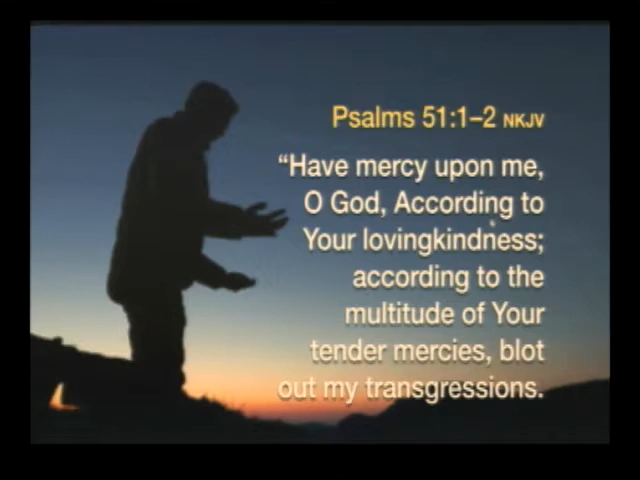 Psalms 51:1–2 NKJV
“Have mercy upon me,
O God, According to
Your lovingkindness;
according to the
multitude of Your
tender mercies, blot
out my transgressions.